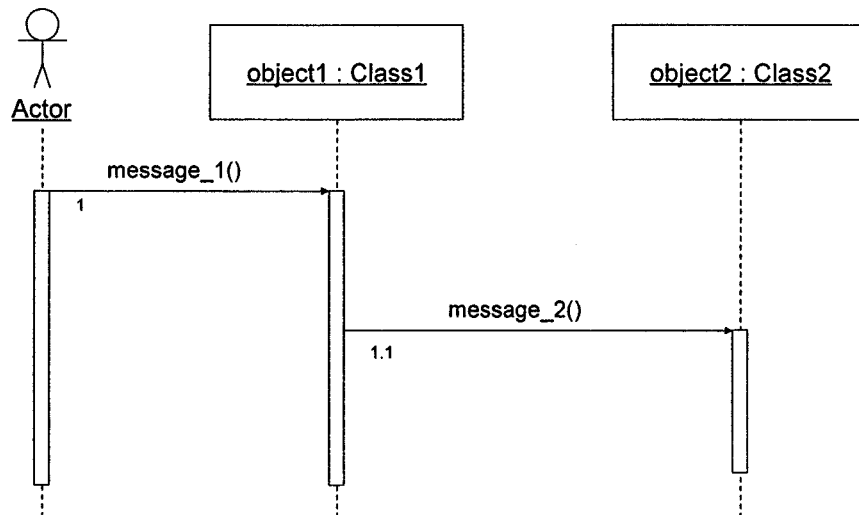 object1 : Class1
object2 : Class2
Actor
message_1()
1
message_2()
1.1